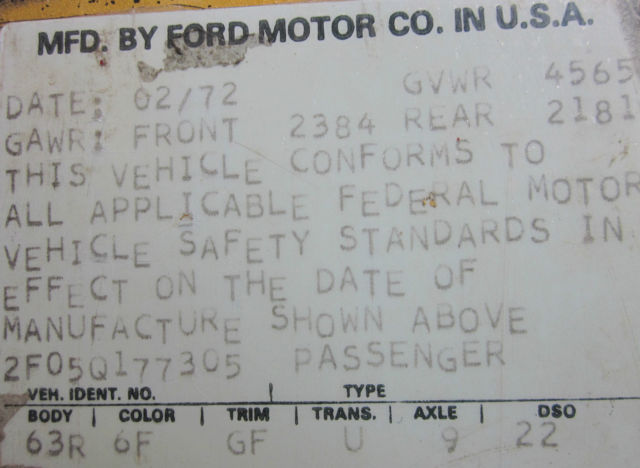 MFD. BY FORD MOTOR CO. IN U.S.A.
DATE: 02/72 GVWR 4565
GAWR: FRONT 2384 REAR 2181
THIS VEHICLE CONFORMS TO
ALL APPLICABLE FEDERAL MOTOR
VEHICLE SAFETY STANDARDS IN
EFFECT ON THE DATE OF
MANUFACTURE SHOWN ABOVE
2F05Q177305 PASSENGER
VEH. IDENT. NO. | TYPE
BODY | COLOR | TRIM | TRANS. | AXLE | DSO
63R 6F GF U 9 22